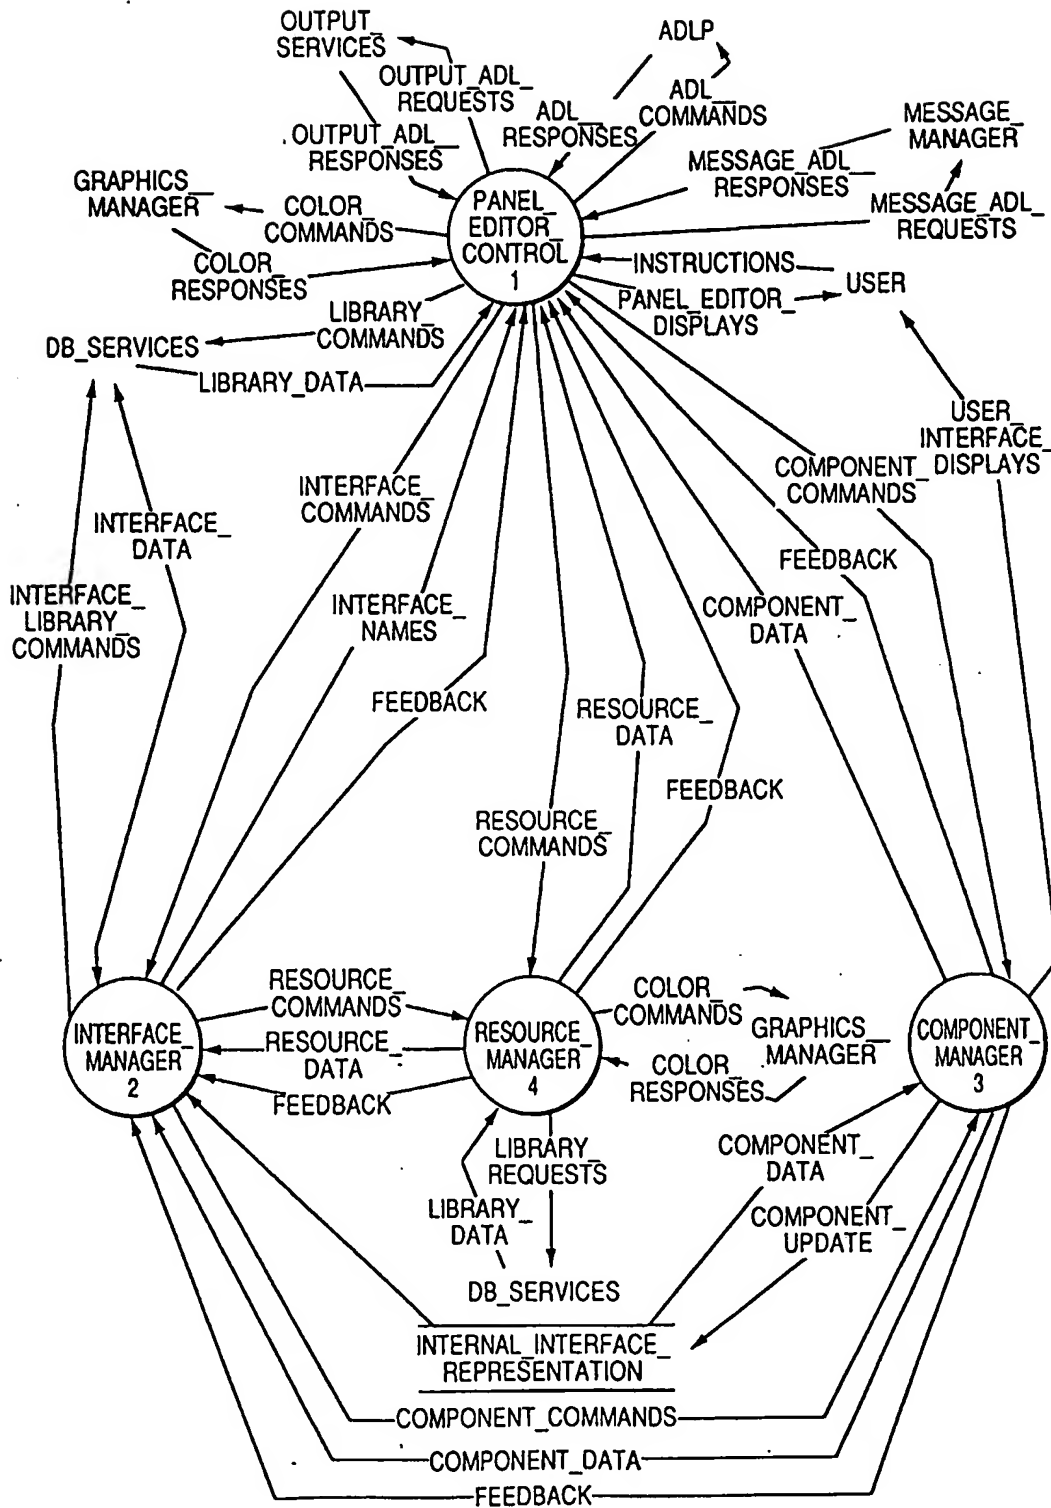 OUTPUT_
SERVICES
ADLP
OUTPUT_ADL_
REQUESTS
ADL_
COMMANDS
ADL_
RESPONSES
MESSAGE_
MANAGER
OUTPUT_ADL_
RESPONSES
MESSAGE_ADL_
RESPONSES
GRAPHICS_
MANAGER
COLOR_
COMMANDS
PANEL_
EDITOR_
CONTROL
1
MESSAGE_ADL_
REQUESTS
COLOR_
RESPONSES
INSTRUCTIONS
USER
PANEL_EDITOR_
DISPLAYS
LIBRARY_
COMMANDS
DB_SERVICES
LIBRARY_DATA
USER_
INTERFACE_
DISPLAYS
COMPONENT_
COMMANDS
INTERFACE_
COMMANDS
INTERFACE_
DATA
FEEDBACK
INTERFACE_
LIBRARY_
COMMANDS
INTERFACE_
NAMES
COMPONENT_
DATA
FEEDBACK
RESOURCE_
DATA
FEEDBACK
RESOURCE_
COMMANDS
RESOURCE_
COMMANDS
COLOR_
COMMANDS
INTERFACE_
MANAGER
2
RESOURCE_
DATA
RESOURCE_
MANAGER
4
GRAPHICS_
MANAGER
COMPONENT_
MANAGER
3
COLOR_
RESPONSES
FEEDBACK
LIBRARY_
REQUESTS
COMPONENT_
DATA
LIBRARY_
DATA
COMPONENT_
UPDATE
DB_SERVICES
INTERNAL_INTERFACE_
REPRESENTATION
COMPONENT_COMMANDS
COMPONENT_DATA
FEEDBACK